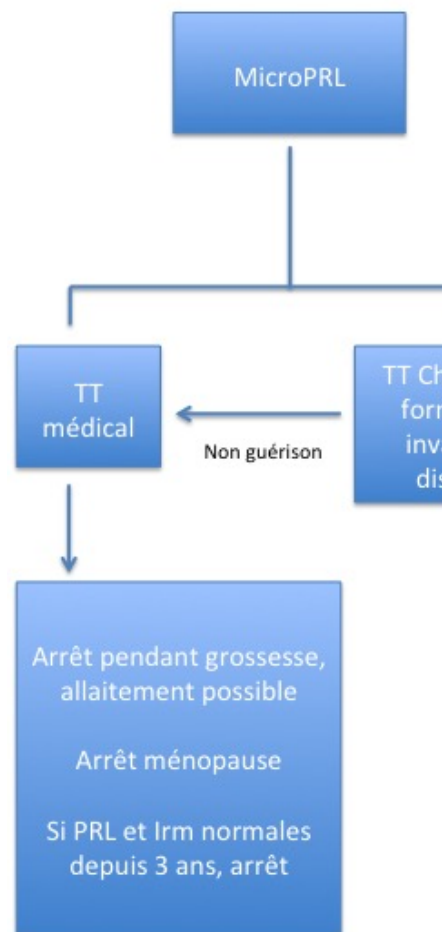 MicroPRL
TT
médical
Non guérison
TT
Arrêt pendant grossesse,
allaitement possible
Arrêt ménopause
Si PRL et Irm normales
depuis 3 ans, arrêt